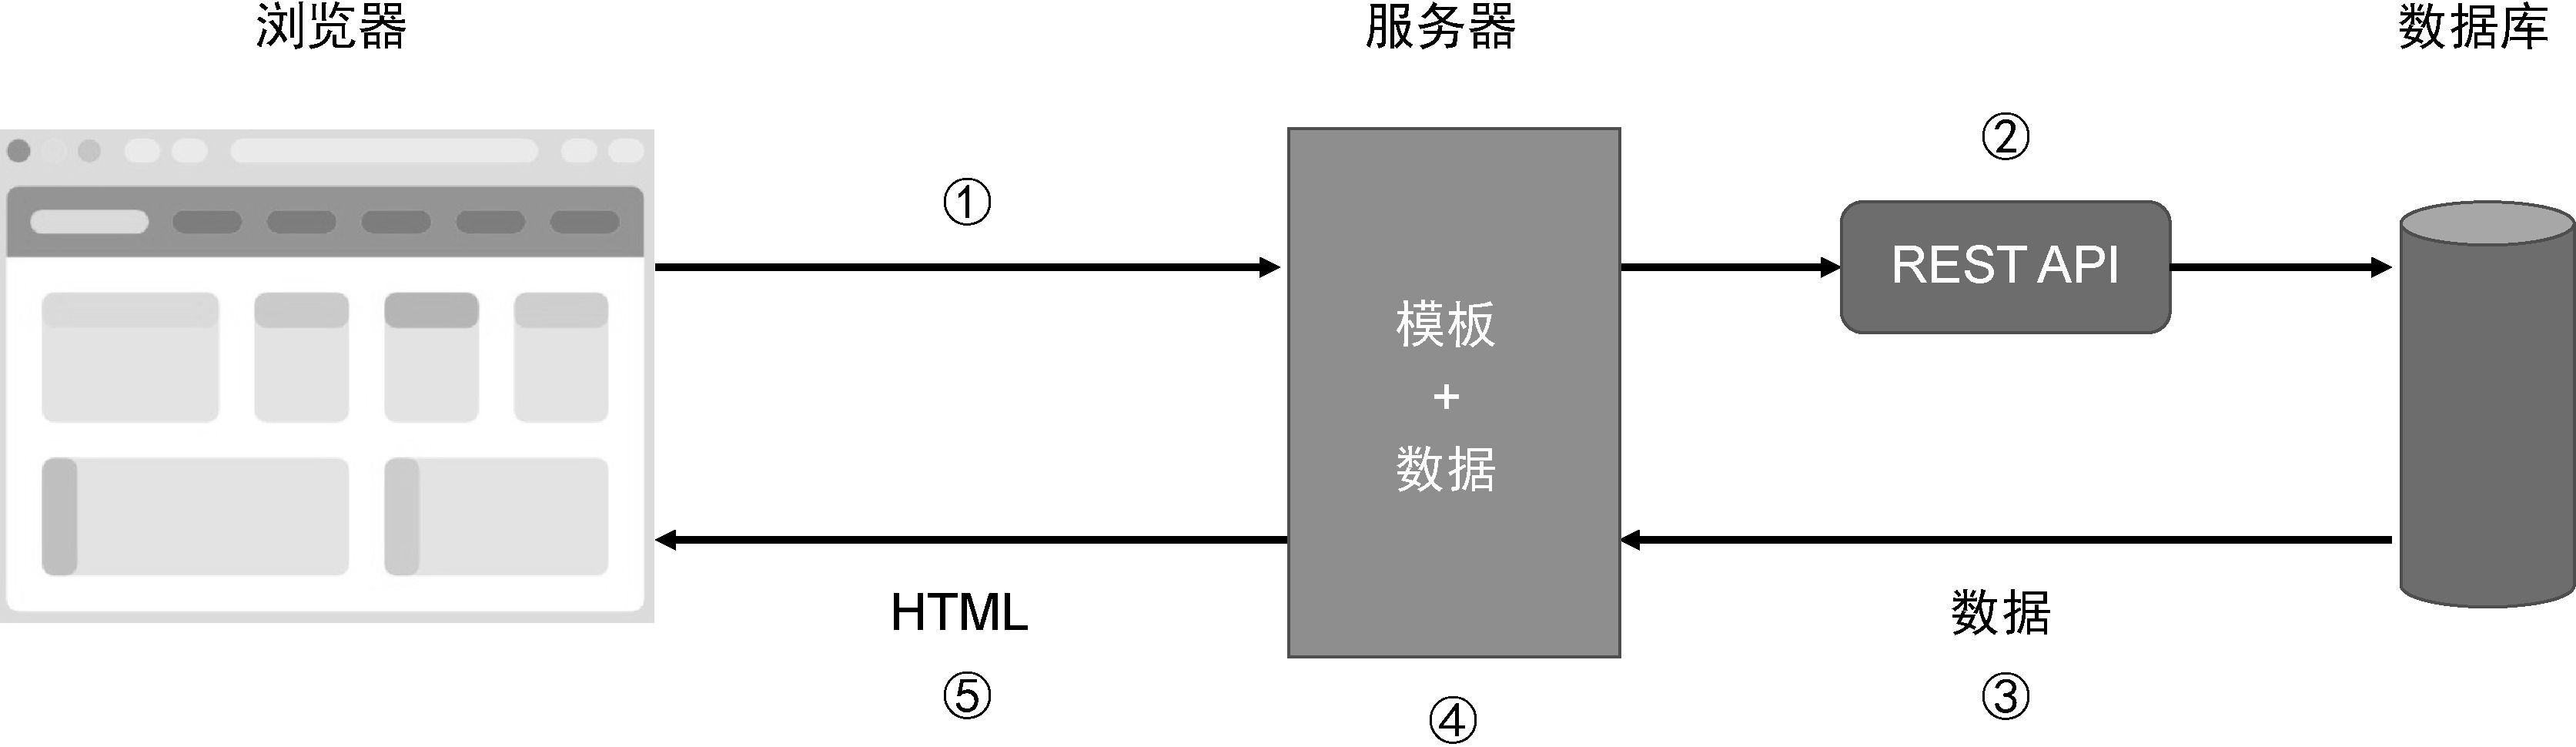 浏览器
服务器
数据库
①
②
REST API
模板
+
数据
HTML
数据
⑤
④
③